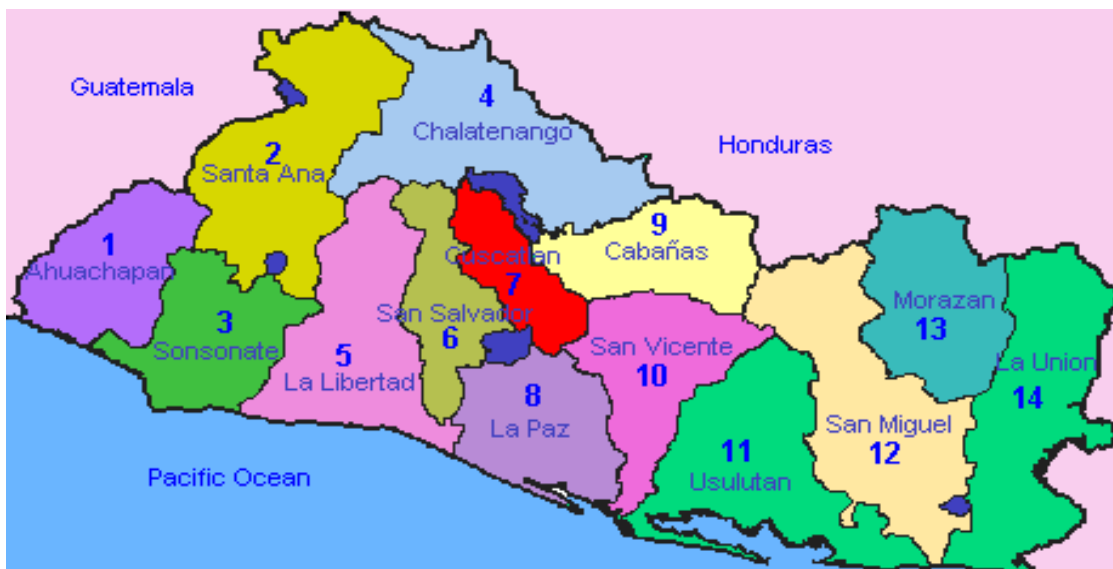 Guatemala
4
Chalatenango
Honduras
2
Santa Ana
1
Ahuachapan
9
Cabañas
Cuscatlan
7
3
Sonsonate
San Salvador
6
5
La Libertad
Morazan
13
San Vicente
10
La Union
14
8
La Paz
San Miguel
12
11
Usulutan
Pacific Ocean